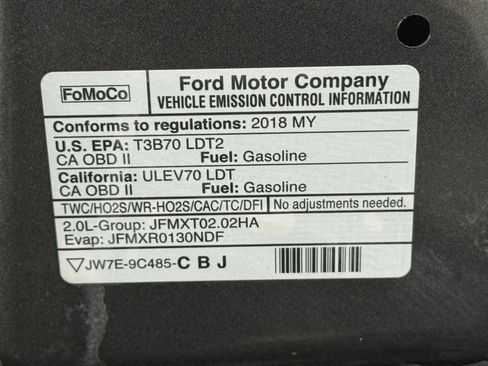 FoMoCo
Ford Motor Company
VEHICLE EMISSION CONTROL INFORMATION
Conforms to regulations: 2018 MY
U.S. EPA: T3B70 LDT2
CA OBD II Fuel: Gasoline
California: ULEV70 LDT
CA OBD II Fuel: Gasoline
TWC/HO2S/WR-HO2S/CAC/TC/DFI No adjustments needed.
2.0L-Group: JFMXT02.02HA
Evap: JFMXR0130NDF
JW7E-9C485-C B J